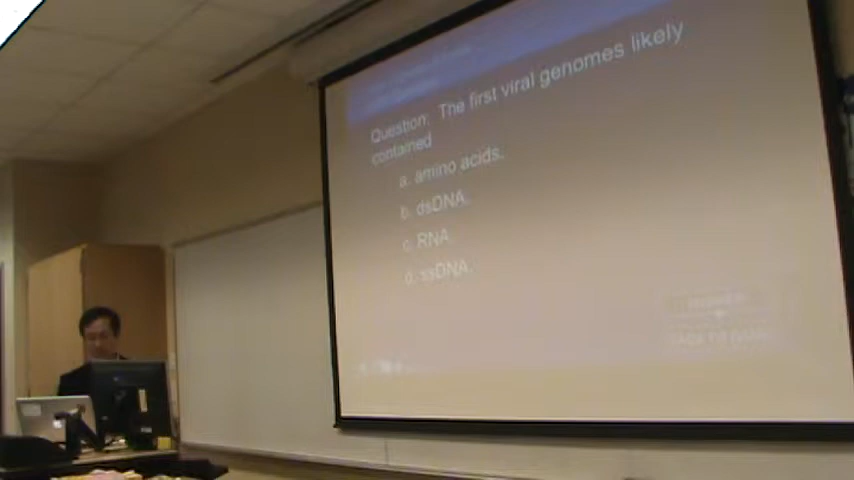 Question: The first viral genomes likely
contained
a. amino acids.
b. dsDNA.
c. RNA
d. ssDNA.